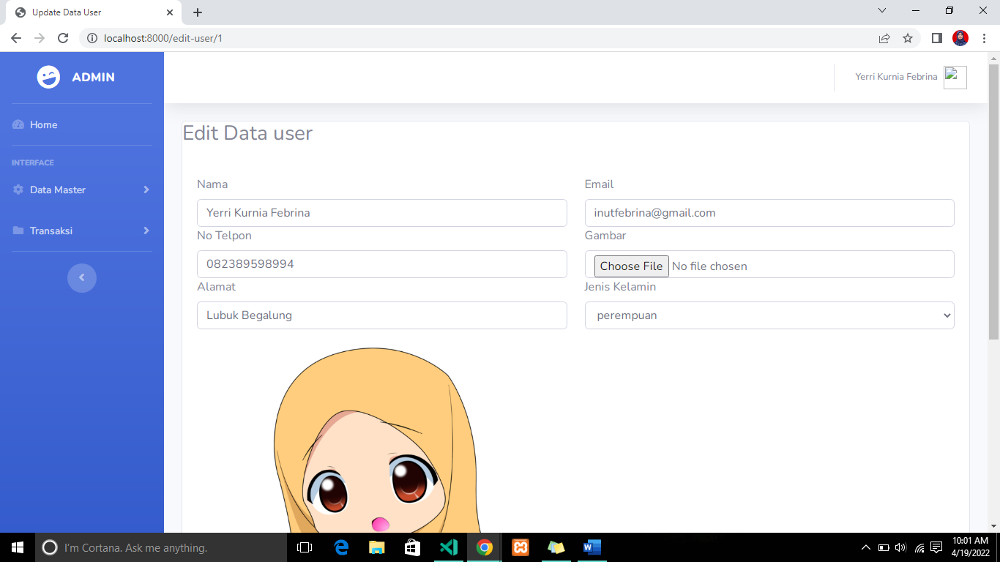 Update Data User
localhost:8000/edit-user/1
ADMIN
Yerri Kurnia Febrina
Home
INTERFACE
Data Master
Transaksi
Edit Data user
Nama
Email
Yerri Kurnia Febrina
inutfebrina@gmail.com
No Telpon
Gambar
082389598994
Choose File No file chosen
Alamat
Jenis Kelamin
Lubuk Begalung
perempuan
I'm Cortana. Ask me anything.
10:01 AM
4/19/2022